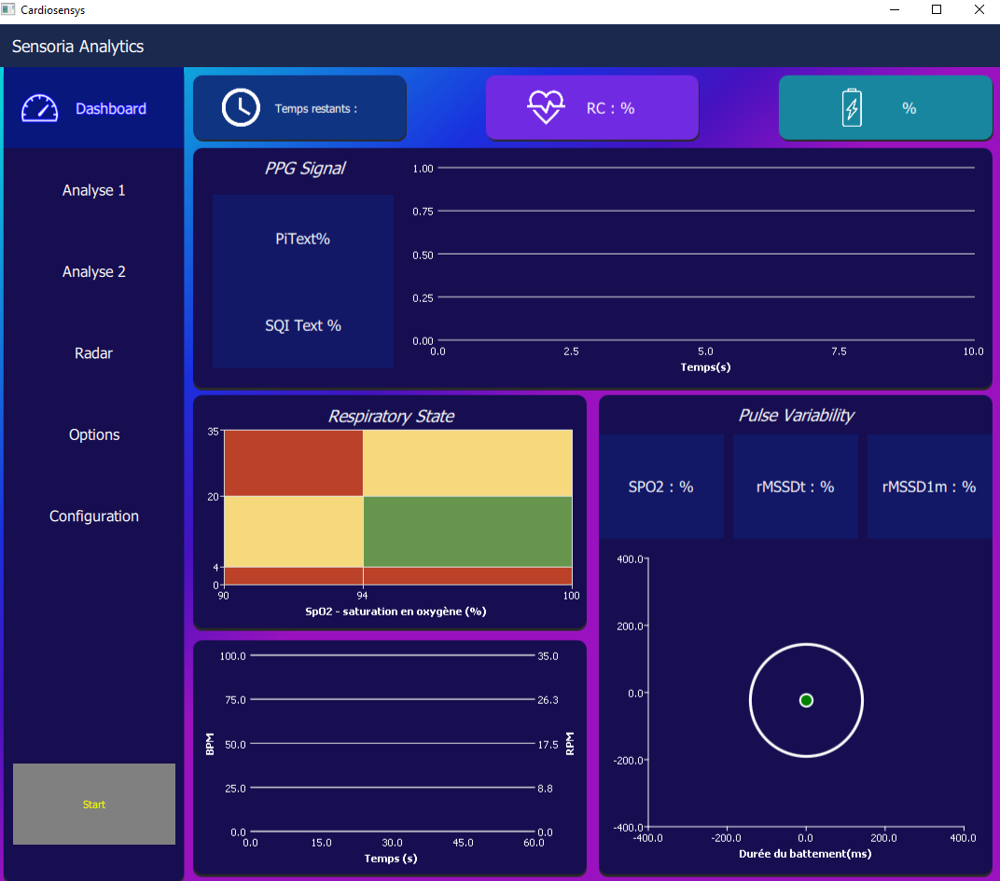 Cardiosensys
Sensoria Analytics
Dashboard
Analyse 1
Analyse 2
Radar
Options
Configuration
Start
Temps restants :
RC : %
%
PPG Signal
PiText%
SQI Text %
1.00
0.75
0.50
0.25
0.00
0.0 2.5 5.0 7.5 10.0
Temps(s)
Respiratory State
35
20
4
0
90 94 100
SpO2 - saturation en oxygène (%)
100.0 35.0
75.0 26.3
BPM 50.0 17.5 RPM
25.0 8.8
0.0 0.0
0.0 15.0 30.0 45.0 60.0
Temps (s)
Pulse Variability
SPO2 : % rMSSDt : % rMSSD1m : %
400.0
200.0
0.0
-200.0
-400.0
-400.0 -200.0 0.0 200.0 400.0
Durée du battement(ms)